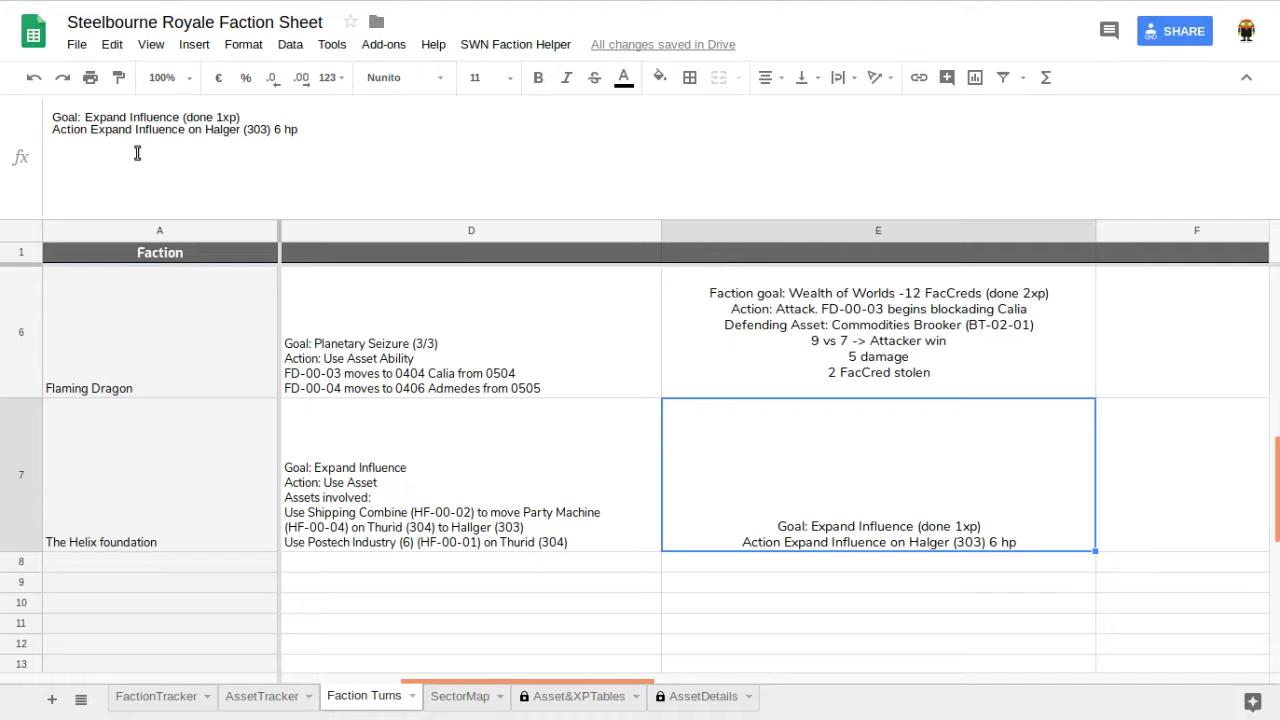 Steelbourne Royale Faction Sheet
File Edit View Insert Format Data Tools Add-ons Help SWN Faction Helper All changes saved in Drive
SHARE
100% € % .0 .00 123 Nunito 11 B I S A
fx
Goal: Expand Influence (done 1xp)
Action Expand Influence on Halger (303) 6 hp
A D E F
1 Faction
6
Flaming Dragon
Goal: Planetary Seizure (3/3)
Action: Use Asset Ability
FD-00-03 moves to 0404 Calia from 0504
FD-00-04 moves to 0406 Admedes from 0505
Faction goal: Wealth of Worlds -12 FacCreds (done 2xp)
Action: Attack. FD-00-03 begins blockading Calia
Defending Asset: Commodities Brooker (BT-02-01)
9 vs 7 -> Attacker win
5 damage
2 FacCred stolen
7
The Helix foundation
Goal: Expand Influence
Action: Use Asset
Assets involved:
Use Shipping Combine (HF-00-02) to move Party Machine
(HF-00-04) on Thurid (304) to Hallger (303)
Use Postech Industry (6) (HF-00-01) on Thurid (304)
Goal: Expand Influence (done 1xp)
Action Expand Influence on Halger (303) 6 hp
8
9
10
11
12
13
FactionTracker AssetTracker Faction Turns SectorMap Asset&XPTables AssetDetails